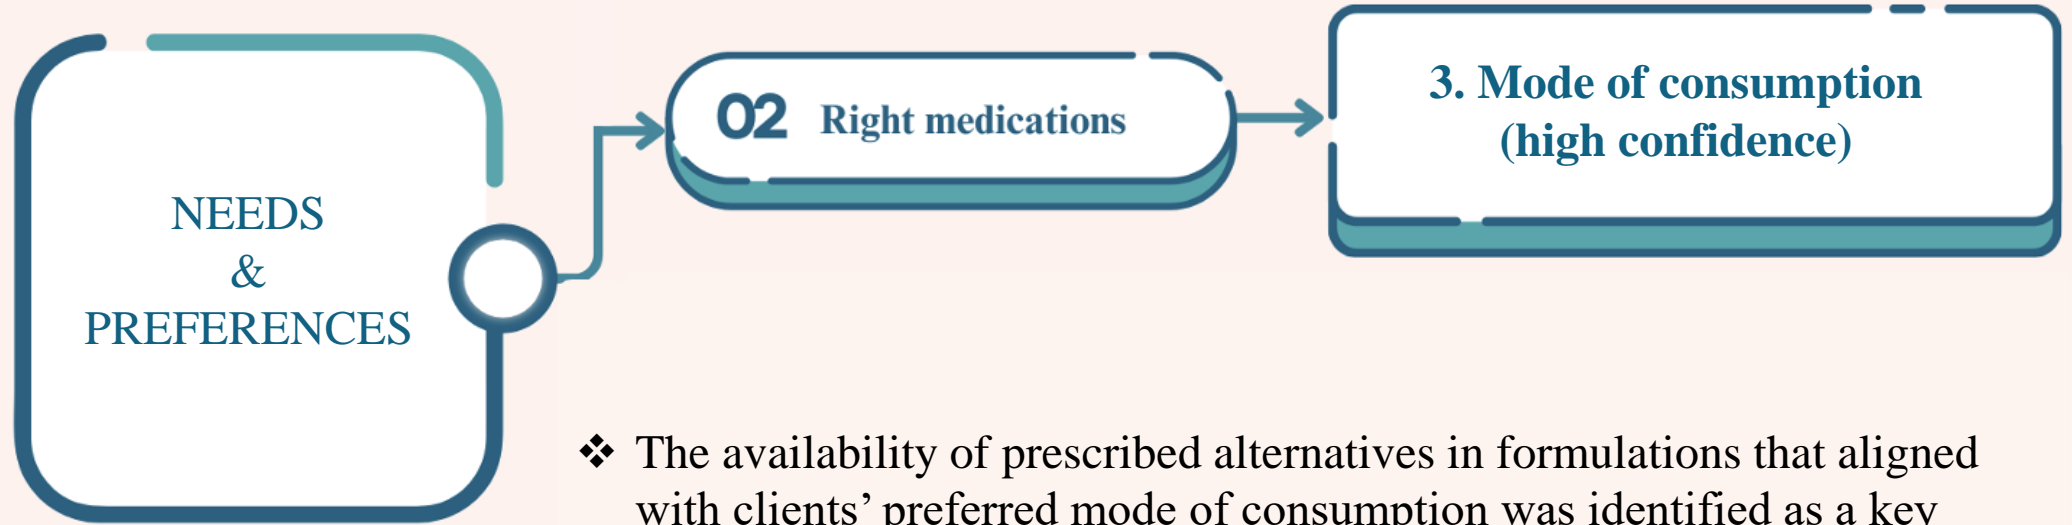 NEEDS
&
PREFERENCES
02 Right medications
3. Mode of consumption
(high confidence)
❖ The availability of prescribed alternatives in formulations that aligned
with clients’ preferred mode of consumption was identified as a key